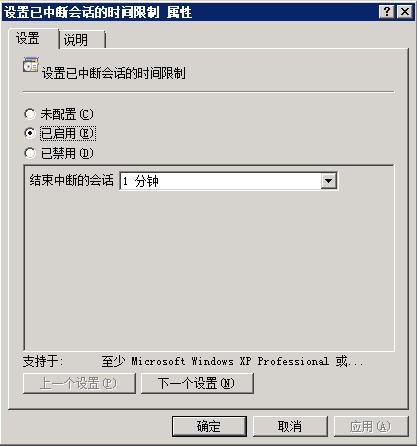 设置已中断会话的时间限制 属性
设置 说明
设置已中断会话的时间限制
未配置(C)
已启用(E)
已禁用(D)
结束中断的会话 1 分钟
支持于: 至少 Microsoft Windows XP Professional 或...
上一个设置(P) 下一个设置(N)
确定 取消 应用(A)